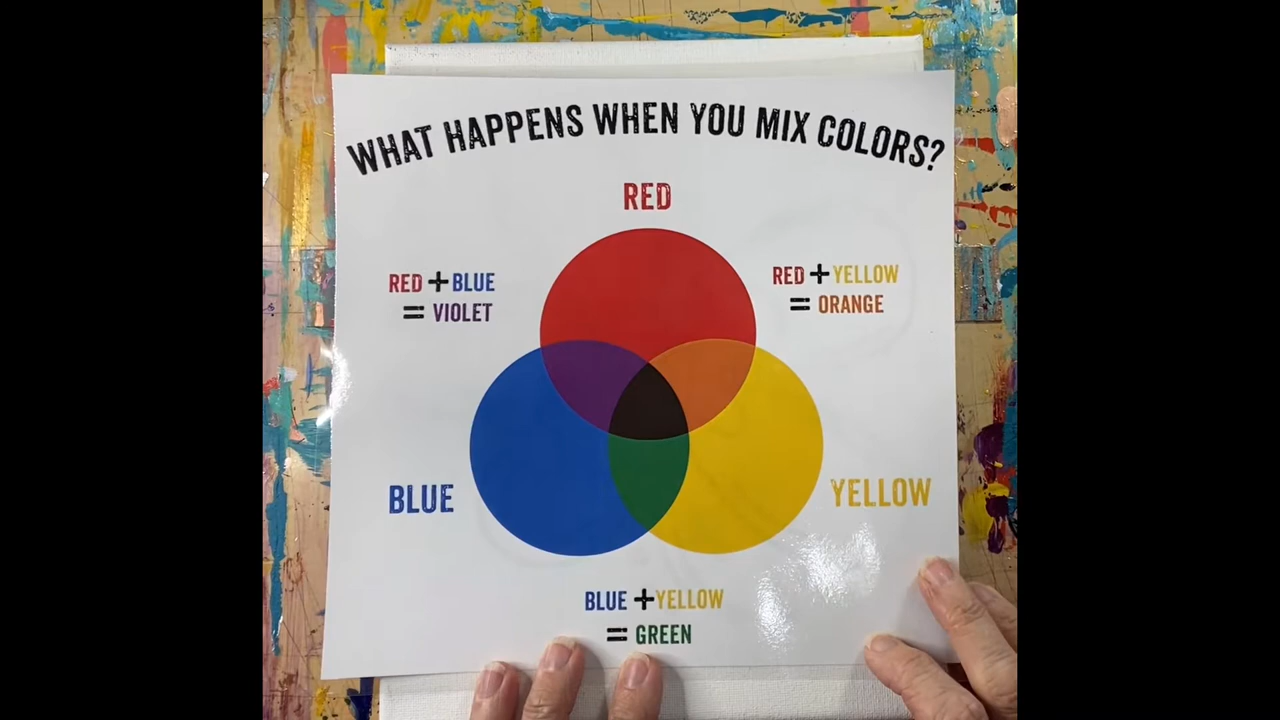 WHAT HAPPENS WHEN YOU MIX COLORS?
RED
RED + BLUE
= VIOLET
RED + YELLOW
= ORANGE
BLUE
YELLOW
BLUE + YELLOW
= GREEN